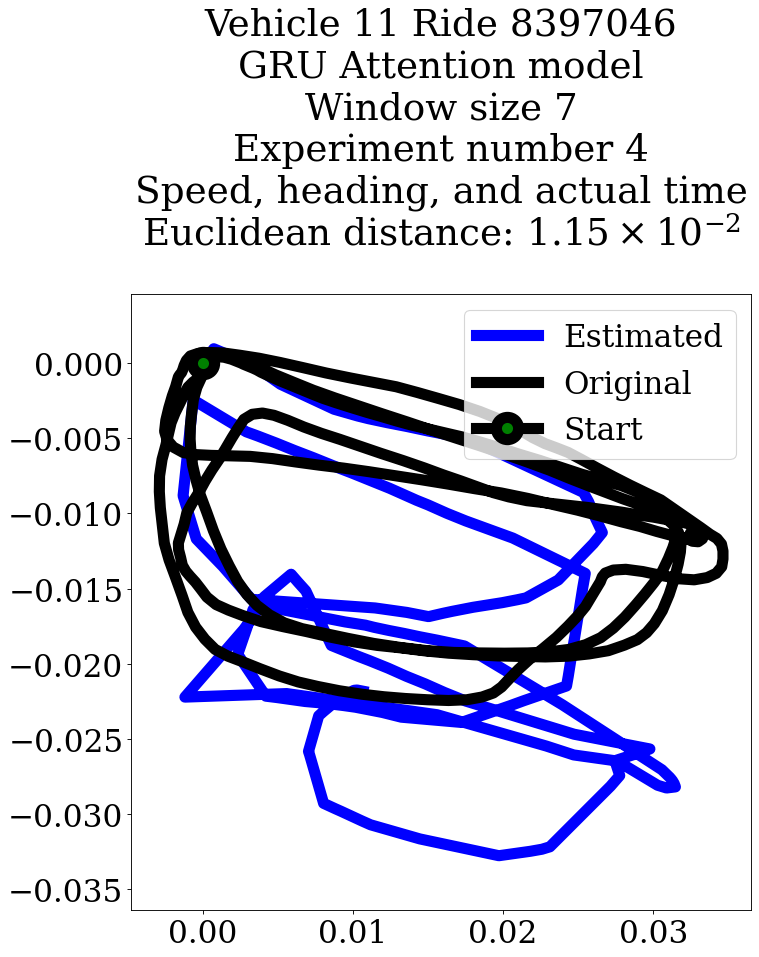 Vehicle 11 Ride 8397046
GRU Attention model
Window size 7
Experiment number 4
Speed, heading, and actual time
Euclidean distance: 1.15 × 10⁻²
Estimated
Original
Start
0.000
−0.005
−0.010
−0.015
−0.020
−0.025
−0.030
−0.035
0.00 0.01 0.02 0.03